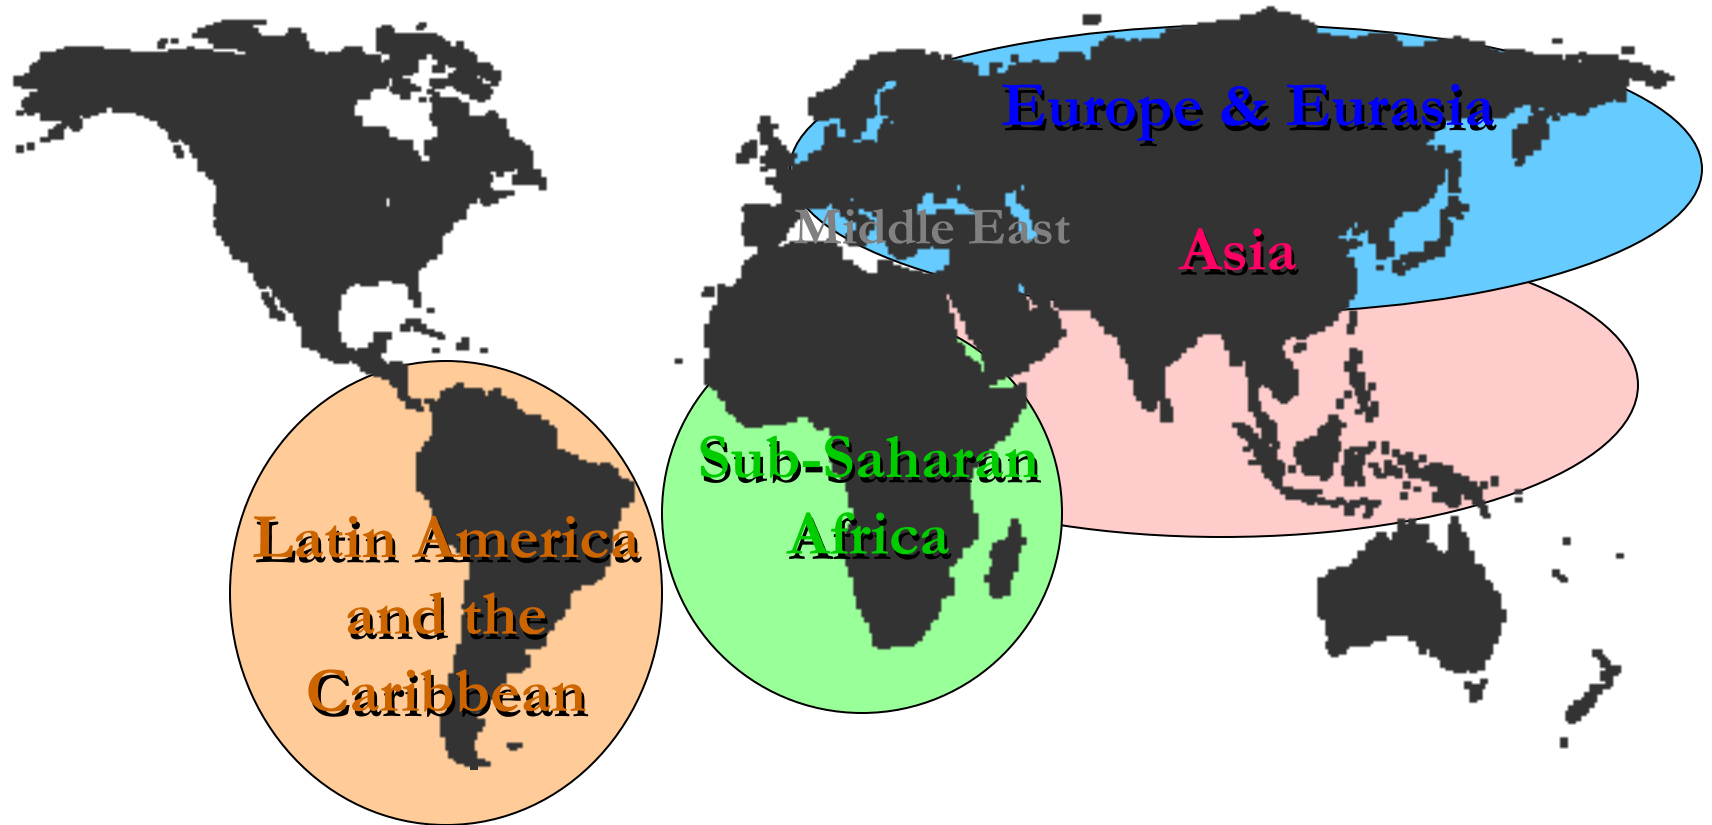 Europe & Eurasia
Middle East
Asia
Sub-Saharan
Africa
Latin America
and the
Caribbean